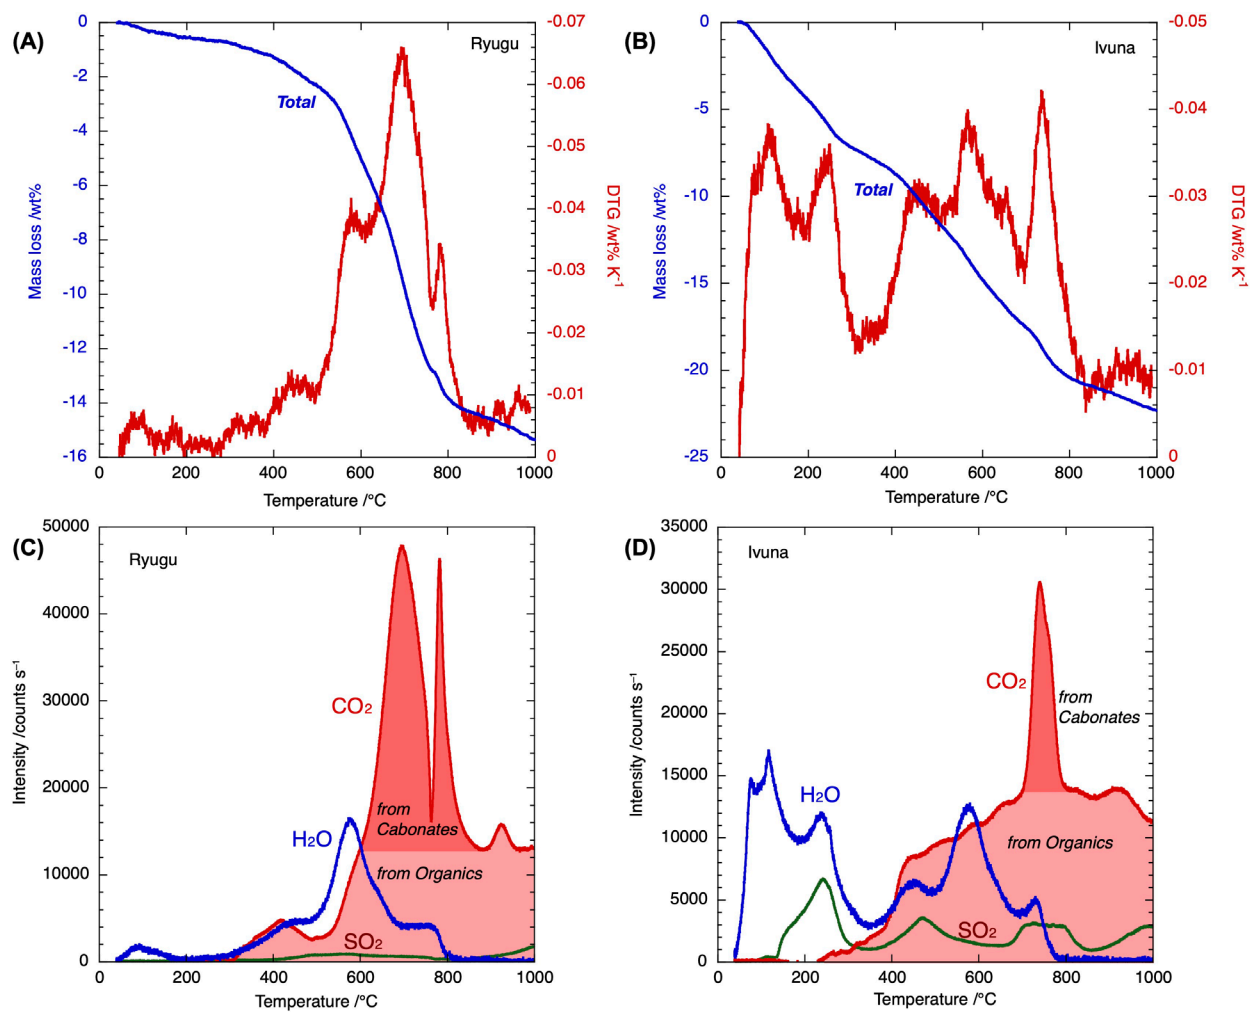 (A)
Ryugu
Total
0
-2
-4
-6
-8
-10
-12
-14
-16
Mass loss /wt%
-0.07
-0.06
-0.05
-0.04
-0.03
-0.02
-0.01
0
DTG /wt% K⁻¹
0 200 400 600 800 1000
Temperature /°C
(B)
Ivuna
Total
0
-5
-10
-15
-20
-25
Mass loss /wt%
-0.05
-0.04
-0.03
-0.02
-0.01
0
DTG /wt% K⁻¹
0 200 400 600 800 1000
Temperature /°C
(C)
Ryugu
50000
40000
30000
20000
10000
0
Intensity /counts s⁻¹
CO₂
H₂O
from
Cabonates
from Organics
SO₂
0 200 400 600 800 1000
Temperature /°C
(D)
Ivuna
35000
30000
25000
20000
15000
10000
5000
0
Intensity /counts s⁻¹
CO₂
from
Cabonates
H₂O
from Organics
SO₂
0 200 400 600 800 1000
Temperature /°C